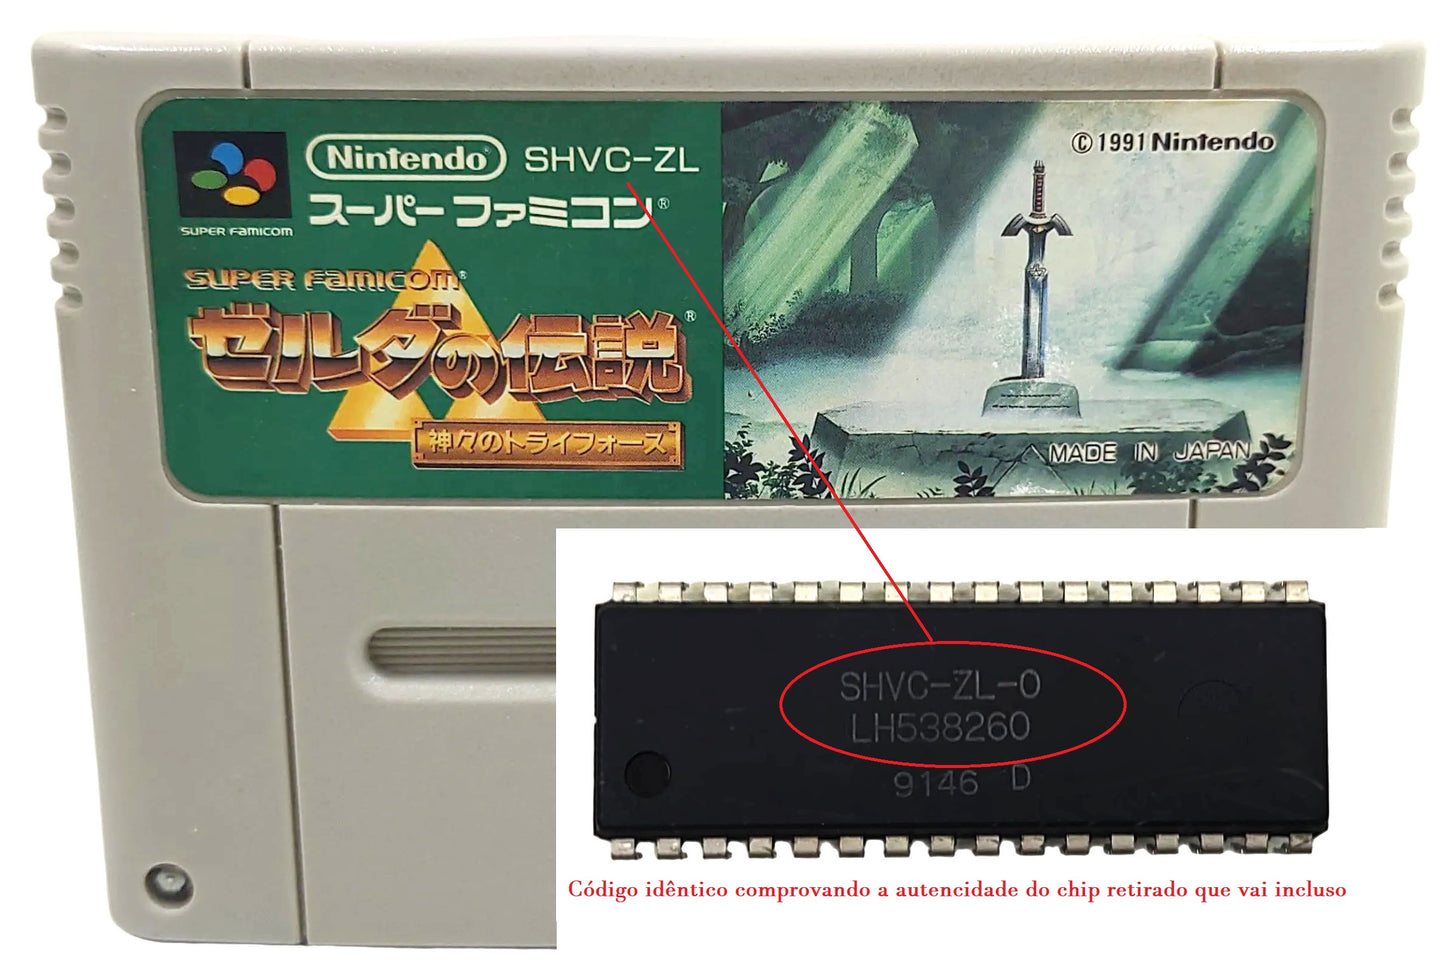 Nintendo® SHVC-ZL
スーパーファミコン®
SUPER FAMICOM
SUPER FAMICOM®
ゼルダの伝説®
神々のトライフォース
©1991 Nintendo
MADE IN JAPAN
SHVC-ZL-0
LH538260
9146 D
Código idêntico comprovando a autencidade do chip retirado que vai incluso